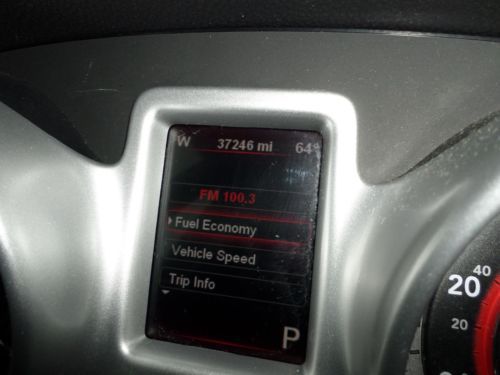 W 37246 mi 64°
FM 100.3
Fuel Economy
Vehicle Speed
Trip Info
P
40
20
20